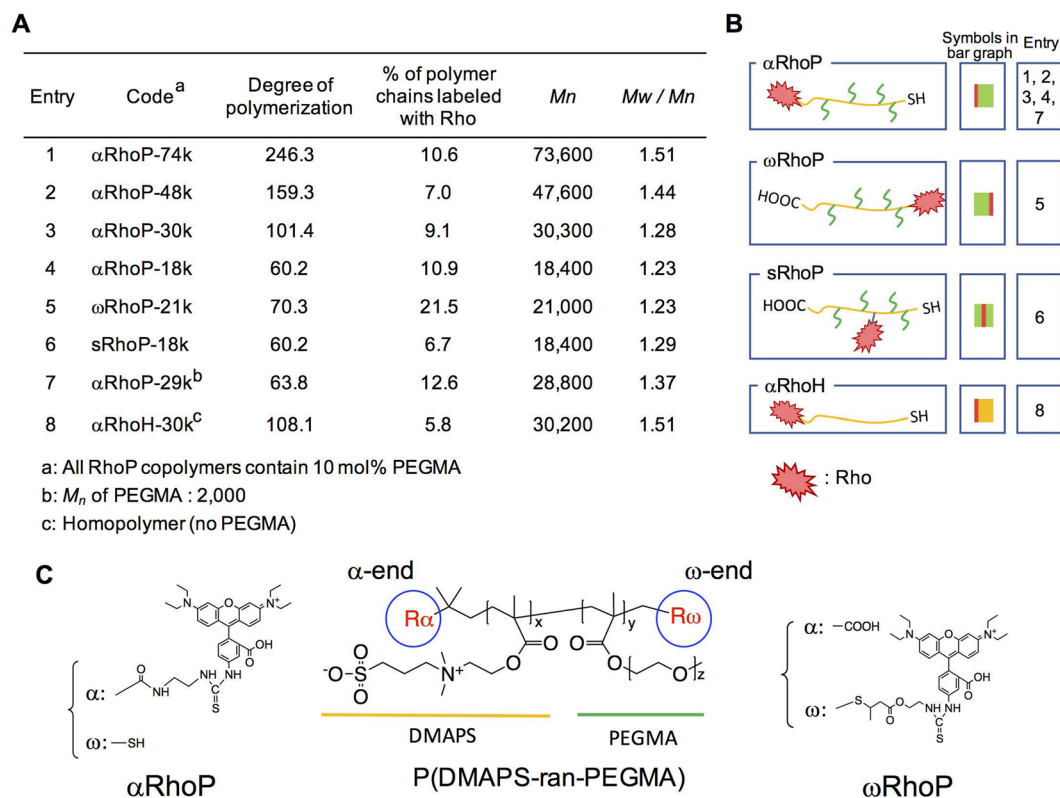 A
Entry Code^a Degree of polymerization % of polymer chains labeled with Rho Mn Mw / Mn
1 αRhoP-74k 246.3 10.6 73,600 1.51
2 αRhoP-48k 159.3 7.0 47,600 1.44
3 αRhoP-30k 101.4 9.1 30,300 1.28
4 αRhoP-18k 60.2 10.9 18,400 1.23
5 ωRhoP-21k 70.3 21.5 21,000 1.23
6 sRhoP-18k 60.2 6.7 18,400 1.29
7 αRhoP-29k^b 63.8 12.6 28,800 1.37
8 αRhoH-30k^c 108.1 5.8 30,200 1.51
a: All RhoP copolymers contain 10 mol% PEGMA
b: Mn of PEGMA : 2,000
c: Homopolymer (no PEGMA)
B
Symbols in bar graph
Entry
αRhoP
SH
1, 2,
3, 4,
7
ωRhoP
HOOC
5
sRhoP
HOOC
SH
6
αRhoH
SH
8
: Rho
C
N
O
N+
O
OH
α:
O
N
H
H
N
C
S
N
H
ω:
SH
αRhoP
α-end
ω-end
Rα
x
y
Rω
O
O
O
O
-O
S
O
O
N+
O
z
DMAPS
PEGMA
P(DMAPS-ran-PEGMA)
α:
COOH
N
O
N+
O
OH
ω:
S
O
O
N
H
C
S
N
H
ωRhoP